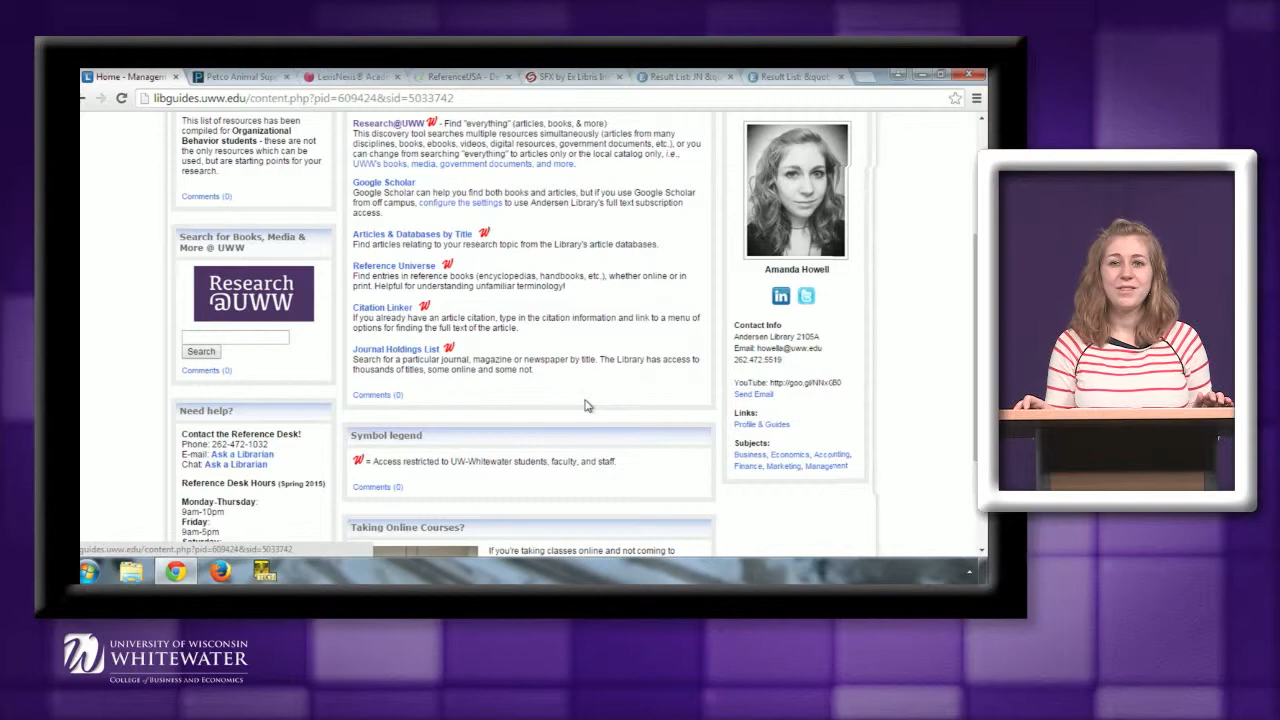 Home - Managem
Petco Animal Sup
LexisNexis® Acade
ReferenceUSA - De
SFX by Ex Libris In
Result List: JN &qu
Result List: &quot
libguides.uww.edu/content.php?pid=609424&sid=5033742
This list of resources has been
compiled for Organizational
Behavior students - these are
not the only resources which can
be used, but are starting points for
your research.
Comments (0)
Search for Books, Media &
More @ UWW
Research
@UWW
Search
Comments (0)
Need help?
Contact the Reference Desk!
Phone: 262-472-1032
E-mail: Ask a Librarian
Chat: Ask a Librarian
Reference Desk Hours (Spring 2015)
Monday-Thursday:
9am-10pm
Friday:
9am-5pm
Research@UWW W - Find "everything" (articles, books, & more)
This discovery tool searches multiple resources simultaneously (articles from many
disciplines, books, ebooks, videos, digital resources, government documents, etc.), or you
can change from searching "everything" to articles only or the local catalog only, i.e.,
UWW's books, media, government documents, and more.
Google Scholar
Google Scholar can help you find both books and articles, but if you use Google Scholar
from off campus, configure the settings to use Andersen Library's full text subscription
access.
Articles & Databases by Title W
Find articles relating to your research topic from the Library's article databases.
Reference Universe W
Find entries in reference books (encyclopedias, handbooks, etc.), whether online or in
print. Helpful for understanding unfamiliar terminology!
Citation Linker W
If you already have an article citation, type in the citation information and link to a menu of
options for finding the full text of the article.
Journal Holdings List W
Search for a particular journal, magazine or newspaper by title. The Library has access to
thousands of titles, some online and some not.
Comments (0)
Symbol legend
W = Access restricted to UW-Whitewater students, faculty, and staff.
Comments (0)
Taking Online Courses?
If you're taking classes online and not coming to
Amanda Howell
in
Contact Info
Andersen Library 2105A
Email: howella@uww.edu
262.472.5519
YouTube: http://goo.gl/NNxGB0
Send Email
Links:
Profile & Guides
Subjects:
Business, Economics, Accounting,
Finance, Marketing, Management
guides.uww.edu/content.php?pid=609424&sid=5033742
W UNIVERSITY OF WISCONSIN
WHITEWATER
COLLEGE of BUSINESS AND ECONOMICS